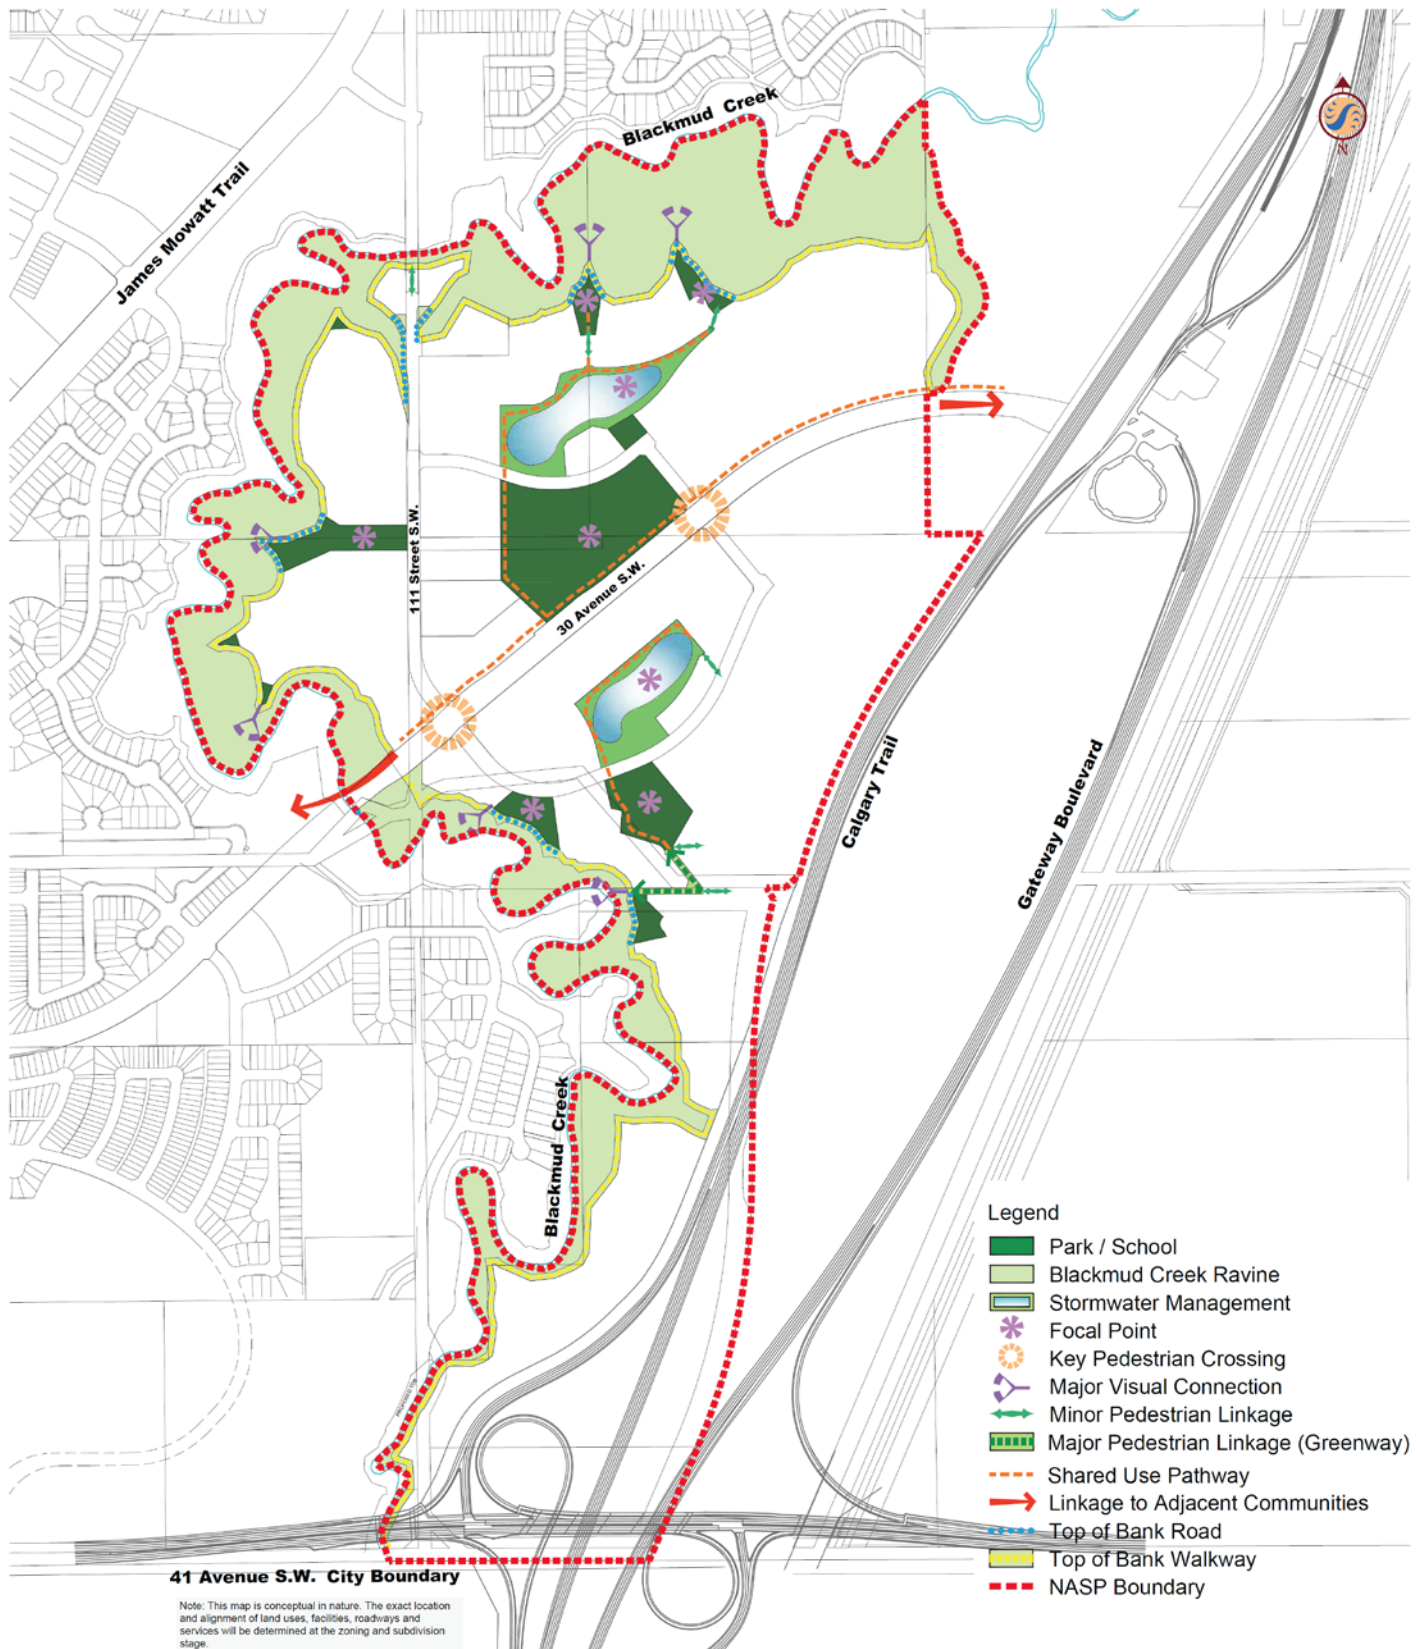 Blackmud Creek
James Mowatt Trail
N
111 Street S.W.
30 Avenue S.W.
Calgary Trail
Gateway Boulevard
Blackmud Creek
Legend
Park / School
Blackmud Creek Ravine
Stormwater Management
Focal Point
Key Pedestrian Crossing
Major Visual Connection
Minor Pedestrian Linkage
Major Pedestrian Linkage (Greenway)
Shared Use Pathway
Linkage to Adjacent Communities
Top of Bank Road
Top of Bank Walkway
NASP Boundary
41 Avenue S.W. City Boundary
Note: This map is conceptual in nature. The exact location
and alignment of land uses, facilities, roadways and
services will be determined at the zoning and subdivision
stage.